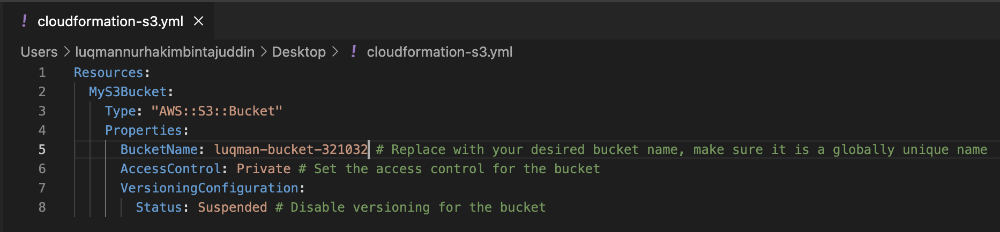 ! cloudformation-s3.yml ×
Users > luqmannurhakimbintajuddin > Desktop > ! cloudformation-s3.yml
1 Resources:
2   MyS3Bucket:
3     Type: "AWS::S3::Bucket"
4     Properties:
5       BucketName: luqman-bucket-321032 # Replace with your desired bucket name, make sure it is a globally unique name
6       AccessControl: Private # Set the access control for the bucket
7       VersioningConfiguration:
8         Status: Suspended # Disable versioning for the bucket